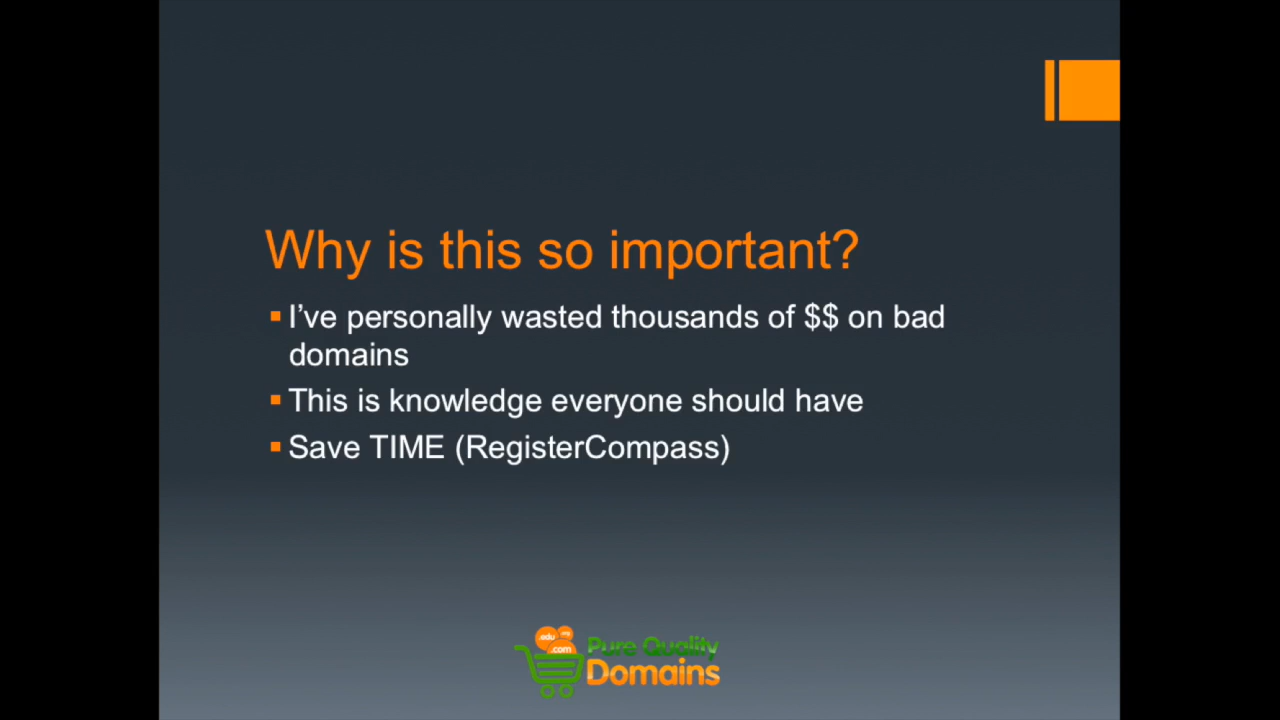 Why is this so important?
I've personally wasted thousands of $$ on bad
domains
This is knowledge everyone should have
Save TIME (RegisterCompass)
.edu .org
.com
Pure Quality
Domains